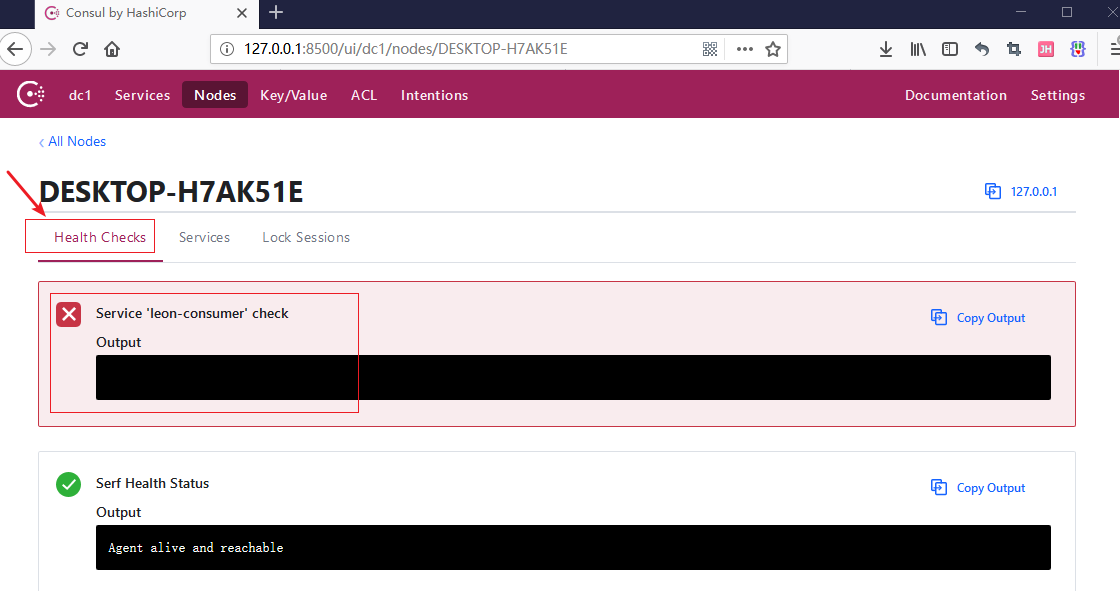 Consul by HashiCorp
127.0.0.1:8500/ui/dc1/nodes/DESKTOP-H7AK51E
JH
dc1 Services Nodes Key/Value ACL Intentions Documentation Settings
All Nodes
DESKTOP-H7AK51E 127.0.0.1
Health Checks Services Lock Sessions
Service 'leon-consumer' check Copy Output
Output
Serf Health Status Copy Output
Output
Agent alive and reachable